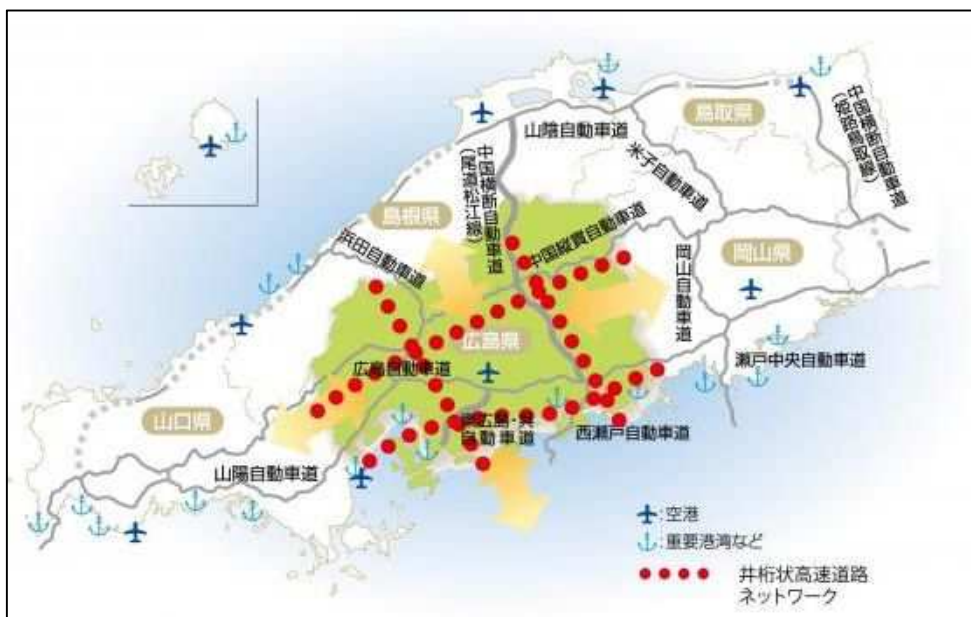 鳥取県
山陰自動車道
中国横断自動車道
(姫路鳥取線)
米子自動車道
中国横断自動車道
(尾道松江線)
島根県
浜田自動車道
中国縦貫自動車道
岡山県
岡山自動車道
広島県
広島自動車道
瀬戸中央自動車道
山口県
広島・呉
自動車道
西瀬戸自動車道
山陽自動車道
:空港
:重要港湾など
井桁状高速道路
ネットワーク